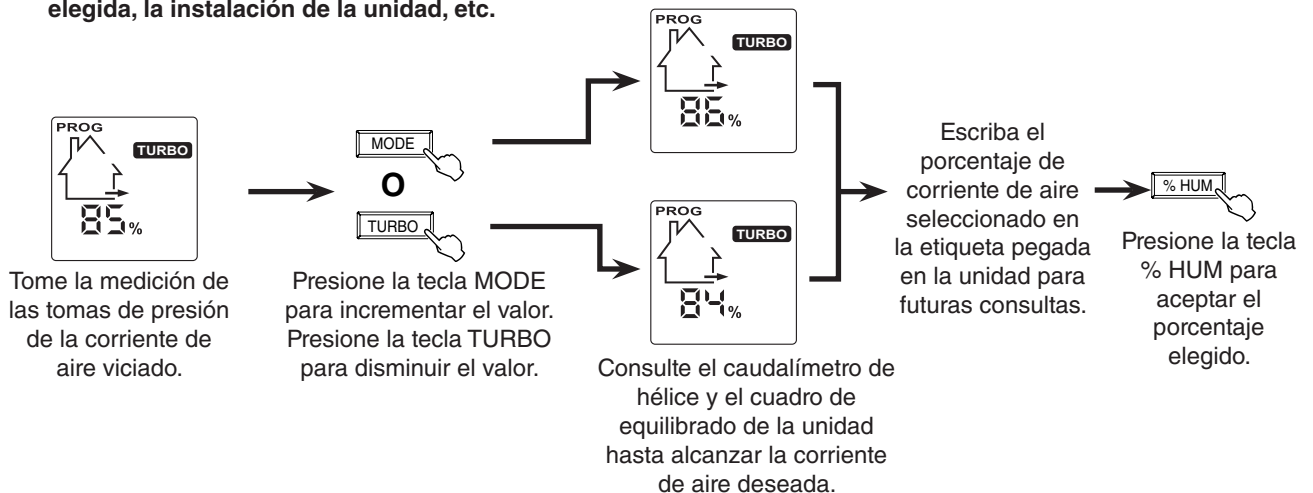 elegida, la instalación de la unidad, etc.
PROG
TURBO
85%
Tome la medición de
las tomas de presión
de la corriente de
aire viciado.
MODE
O
TURBO
Presione la tecla MODE
para incrementar el valor.
Presione la tecla TURBO
para disminuir el valor.
PROG
TURBO
86%
PROG
TURBO
84%
Consulte el caudalímetro de
hélice y el cuadro de
equilibrado de la unidad
hasta alcanzar la corriente
de aire deseada.
Escriba el
porcentaje de
corriente de aire
seleccionado en
la etiqueta pegada
en la unidad para
futuras consultas.
% HUM
Presione la tecla
% HUM para
aceptar el
porcentaje
elegido.